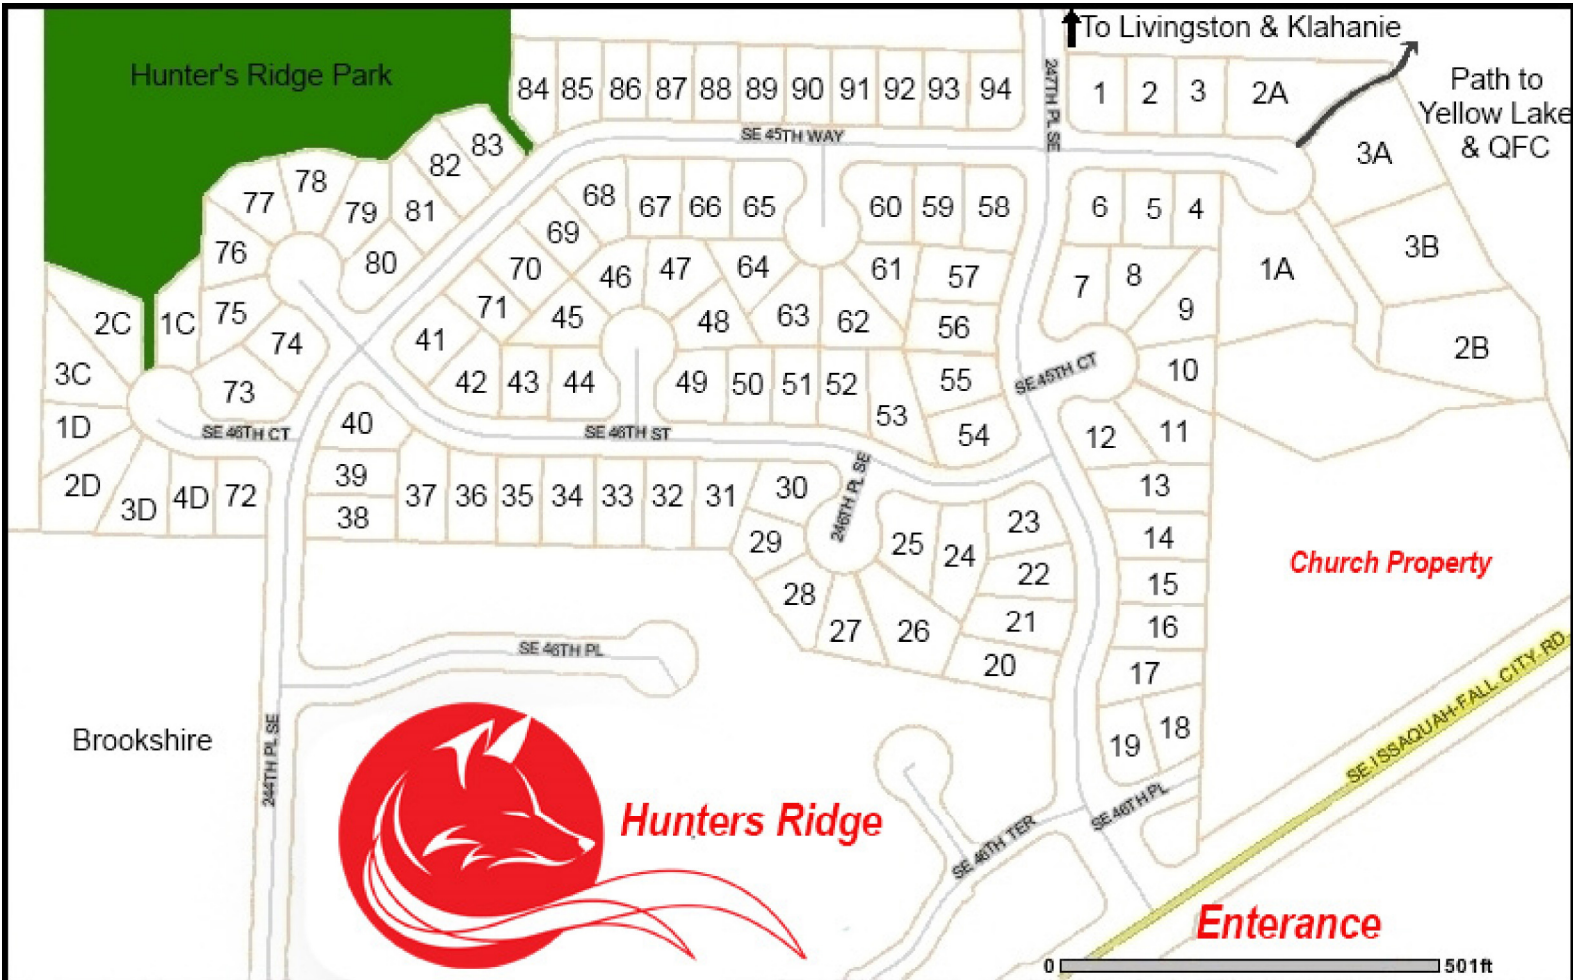 To Livingston & Klahanie
Hunter's Ridge Park
Path to
Yellow Lake
& QFC
84 85 86 87 88 89 90 91 92 93 94
247TH PL SE
1 2 3 2A
3A
SE 45TH WAY
83
82
81
80
79
78
77
76
75
74
73
68 67 66 65
60 59 58
6 5 4
69
70
71
46 47 64
61 57
7 8 9
1A
3B
2B
2C 1C
3C
1D
2D 3D 4D 72
41
45
48 63 62 56
SE 45TH CT
10
42 43 44
49 50 51 52 53 55
54
12 11
SE 46TH CT
40
SE 46TH ST
39
38
37 36 35 34 33 32 31
30
246TH PL SE
29
28
27 26
25 24
23
22
21
20
13
14
15
16
17
18
19
Church Property
SE 46TH PL
Brookshire
244TH PL SE
Hunters Ridge
SE 46TH TER
SE 46TH PL
SE ISSAQUAH-FALL CITY RD
Enterance
0 501ft